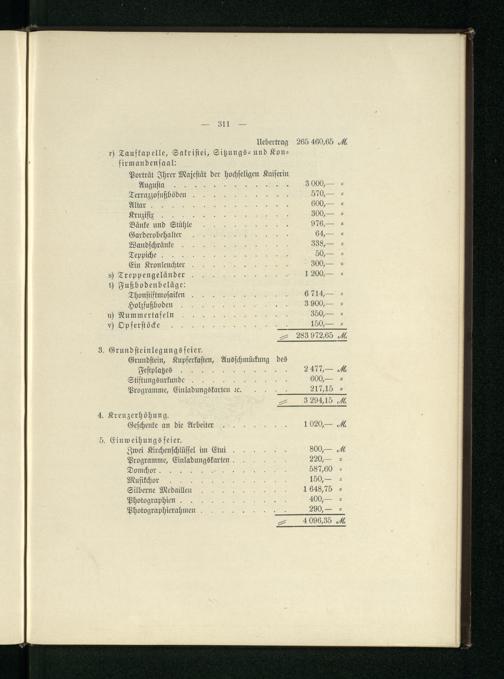 — 311 —
Uebertrag 265 460,65 M.
r) Taufkapelle, Sakristei, Sitzungs- und Kon-
firmandensaal:
Porträt Ihrer Majestät der hochseligen Kaiserin
Augusta . . . . . . . . . . . 3 000,— "
Terrazzofußböden . . . . . . . . . 570,— "
Altar . . . . . . . . . . . . . 600,— "
Kruzifix . . . . . . . . . . . . 300,— "
Bänke und Stühle . . . . . . . . . 976,— "
Garderobehalter . . . . . . . . . . 64,— "
Wandschränke . . . . . . . . . . 338,— "
Teppiche . . . . . . . . . . . . 50,— "
Ein Kronleuchter . . . . . . . . . 300,— "
s) Treppengeländer . . . . . . . . . 1 200,— "
t) Fußbodenbeläge:
Thonstiftmosaiken . . . . . . . . . 6 714,— "
Holzfußboden . . . . . . . . . . 3 900,— "
u) Nummertafeln . . . . . . . . . 350,— "
v) Opferstöcke . . . . . . . . . . 150,— "
= 283 972,65 M.
3. Grundsteinlegungsfeier.
Grundstein, Kupferkasten, Ausschmückung des
Festplatzes . . . . . . . . . . . 2 477,— M.
Stiftungsurkunde . . . . . . . . . 600,— "
Programme, Einladungskarten ꝛc. . . . . . 217,15 "
= 3 294,15 M.
4. Kreuzerhöhung.
Geschenke an die Arbeiter . . . . . . . 1 020,— M.
5. Einweihungsfeier.
Zwei Kirchenschlüssel im Etui . . . . . . 800,— M.
Programme, Einladungskarten . . . . . . 220,— "
Domchor . . . . . . . . . . . . 587,60 "
Musikchor . . . . . . . . . . . 150,— "
Silberne Medaillen . . . . . . . . . 1 648,75 "
Photographien . . . . . . . . . . 400,— "
Photographierahmen . . . . . . . . . 290,— "
= 4 096,35 M.